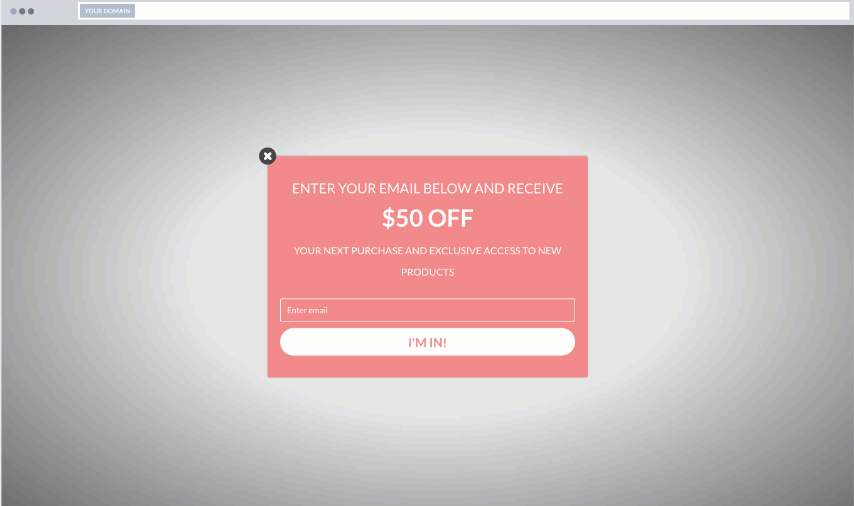 YOUR DOMAIN
ENTER YOUR EMAIL BELOW AND RECEIVE
$50 OFF
YOUR NEXT PURCHASE AND EXCLUSIVE ACCESS TO NEW
PRODUCTS
Enter email
I'M IN!